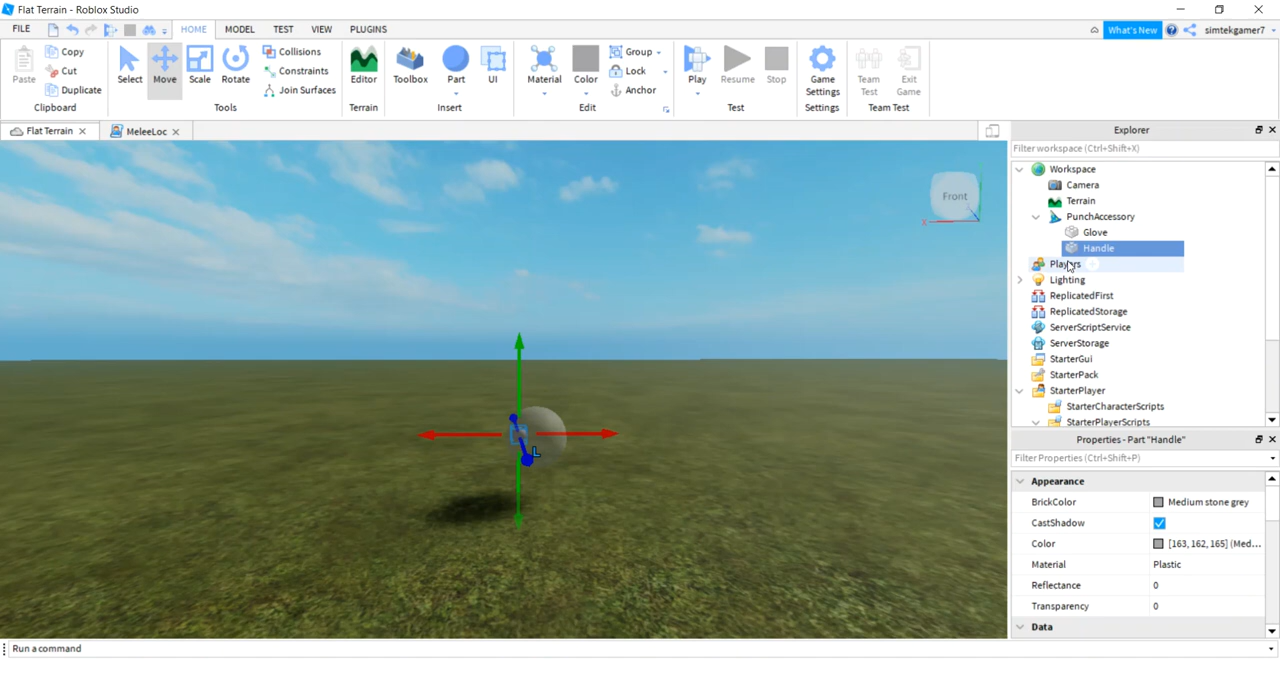 Flat Terrain - Roblox Studio
FILE HOME MODEL TEST VIEW PLUGINS What's New simtekgamer7
Paste Copy Cut Duplicate Select Move Scale Rotate Collisions Constraints Join Surfaces Editor Toolbox Part UI Material Color Group Lock Anchor Play Resume Stop Game Settings Team Test Exit Game
Clipboard Tools Terrain Insert Edit Test Settings Team Test
Flat Terrain MeleeLoc
Front
X
L
Explorer
Filter workspace (Ctrl+Shift+X)
Workspace
Camera
Terrain
PunchAccessory
Glove
Handle
Players
Lighting
ReplicatedFirst
ReplicatedStorage
ServerScriptService
ServerStorage
StarterGui
StarterPack
StarterPlayer
StarterCharacterScripts
StarterPlayerScripts
Properties - Part "Handle"
Filter Properties (Ctrl+Shift+P)
Appearance
BrickColor Medium stone grey
CastShadow
Color [163, 162, 165] (Med...
Material Plastic
Reflectance 0
Transparency 0
Data
Run a command